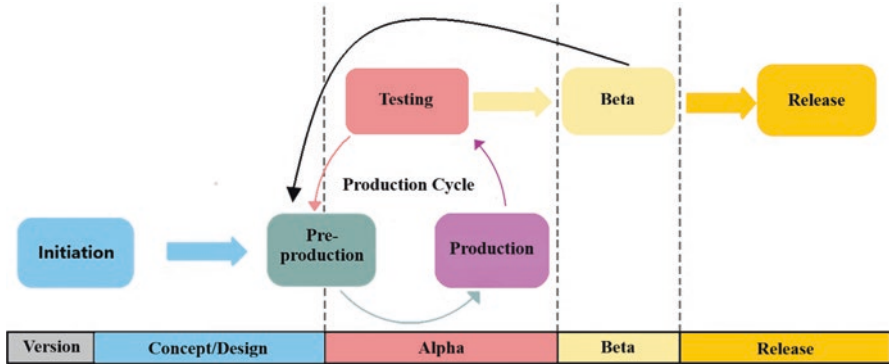 Testing
Beta
Release
Production Cycle
Initiation
Pre-
production
Production
Version
Concept/Design
Alpha
Beta
Release